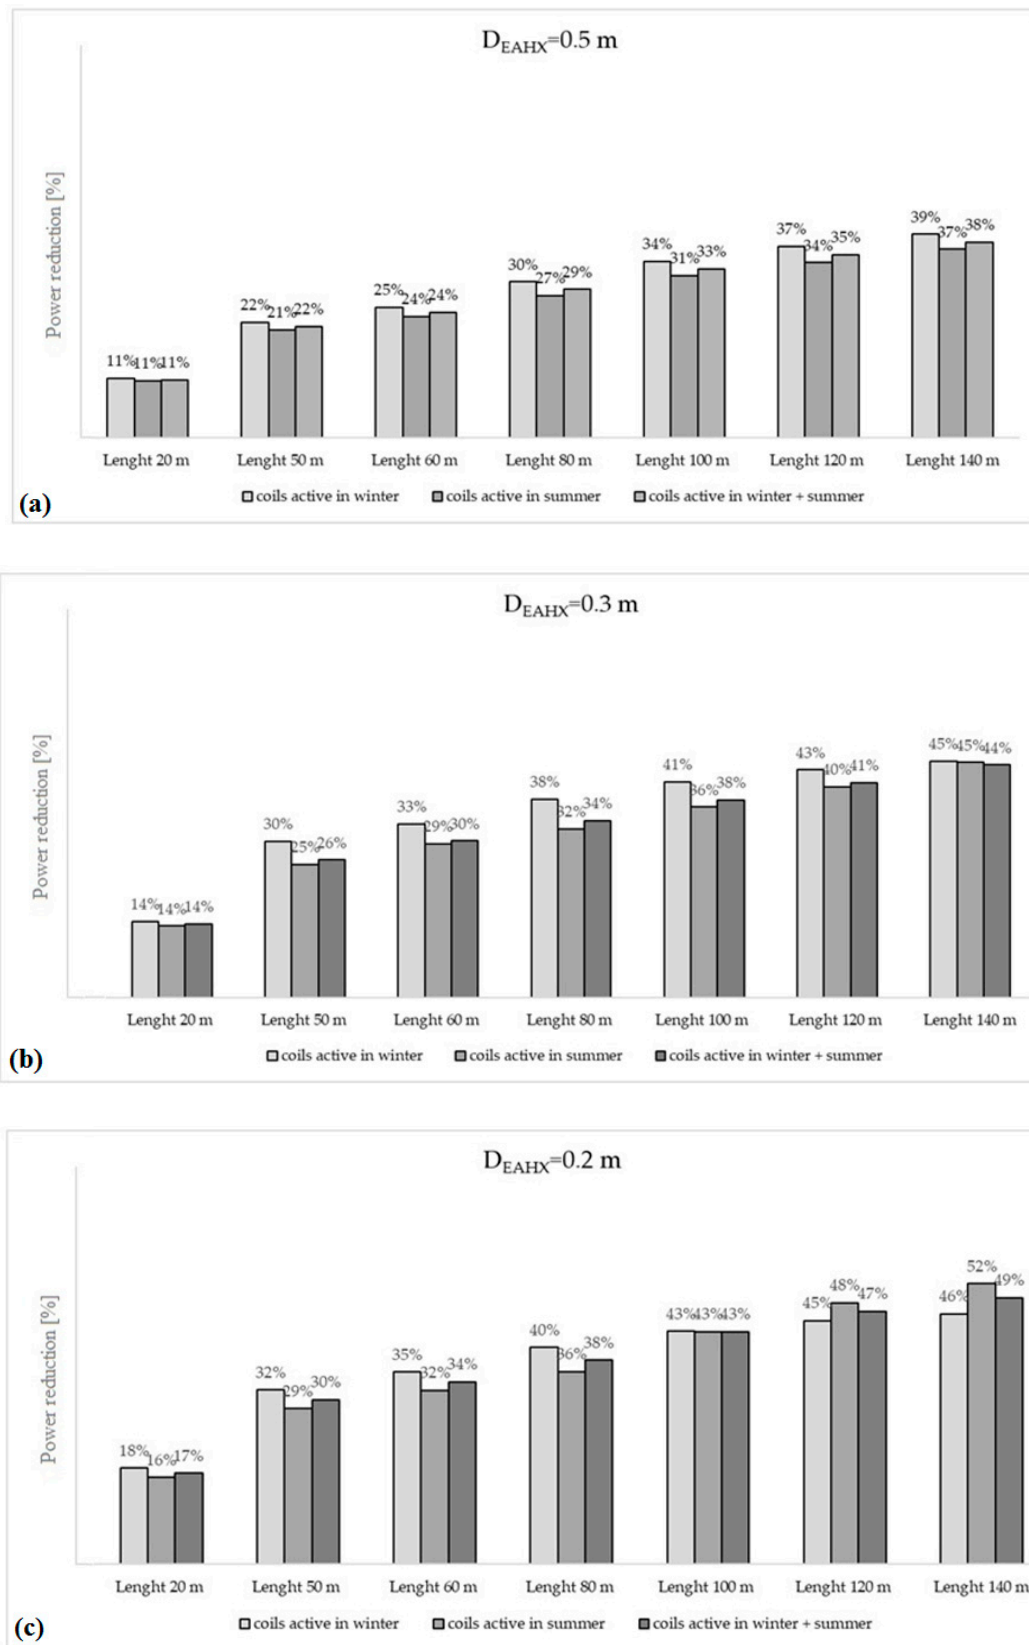 D_EAHX=0.5 m
Power reduction [%]
11% 11% 11%
22% 21% 22%
25% 24% 24%
30% 27% 29%
34% 31% 33%
37% 34% 35%
39% 37% 38%
Lenght 20 m Lenght 50 m Lenght 60 m Lenght 80 m Lenght 100 m Lenght 120 m Lenght 140 m
coils active in winter coils active in summer coils active in winter + summer
(a)
D_EAHX=0.3 m
Power reduction [%]
14% 14% 14%
30% 25% 26%
33% 29% 30%
38% 32% 34%
41% 36% 38%
43% 40% 41%
45% 45% 44%
Lenght 20 m Lenght 50 m Lenght 60 m Lenght 80 m Lenght 100 m Lenght 120 m Lenght 140 m
coils active in winter coils active in summer coils active in winter + summer
(b)
D_EAHX=0.2 m
Power reduction [%]
18% 16% 17%
32% 29% 30%
35% 32% 34%
40% 36% 38%
43% 43% 43%
45% 48% 47%
46% 52% 49%
Lenght 20 m Lenght 50 m Lenght 60 m Lenght 80 m Lenght 100 m Lenght 120 m Lenght 140 m
coils active in winter coils active in summer coils active in winter + summer
(c)